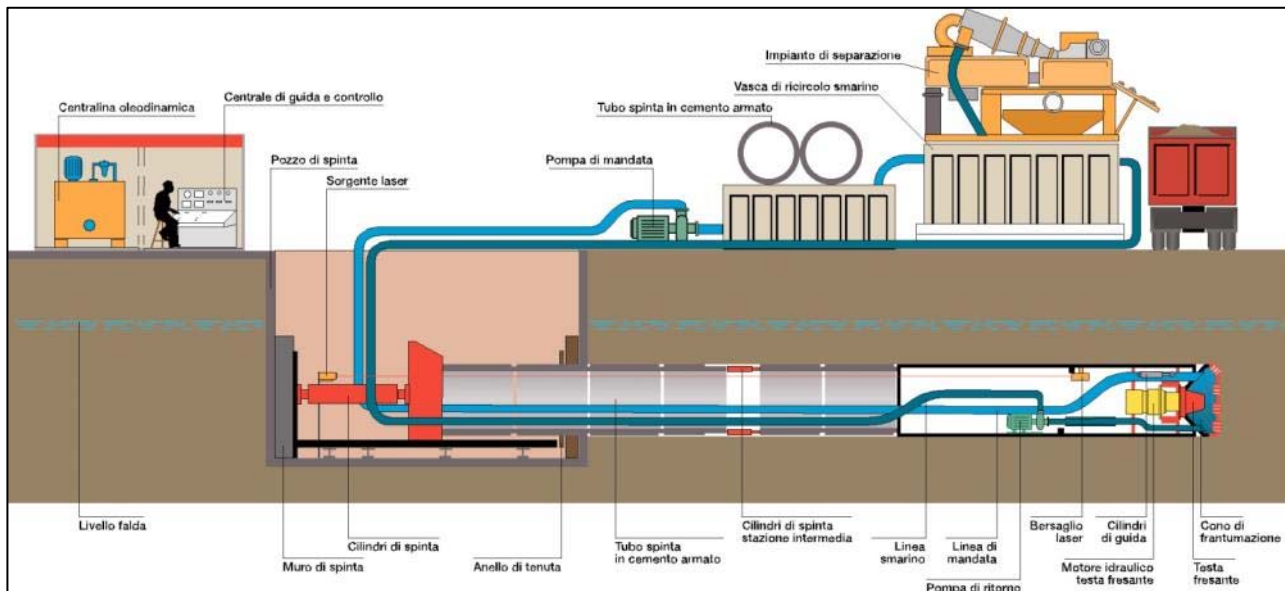 Impianto di separazione
Vasca di ricircolo smarino
Tubo spinta in cemento armato
Centrale di guida e controllo
Centralina oleodinamica
Pozzo di spinta
Pompa di mandata
Sorgente laser
Livello falda
Cilindri di spinta
Muro di spinta
Anello di tenuta
Tubo spinta
in cemento armato
Cilindri di spinta
stazione intermedia
Linea
smarino
Linea di
mandata
Pompa di ritorno
Bersaglio
laser
Cilindri
di guida
Motore idraulico
testa fresante
Cono di
frantumazione
Testa
fresante